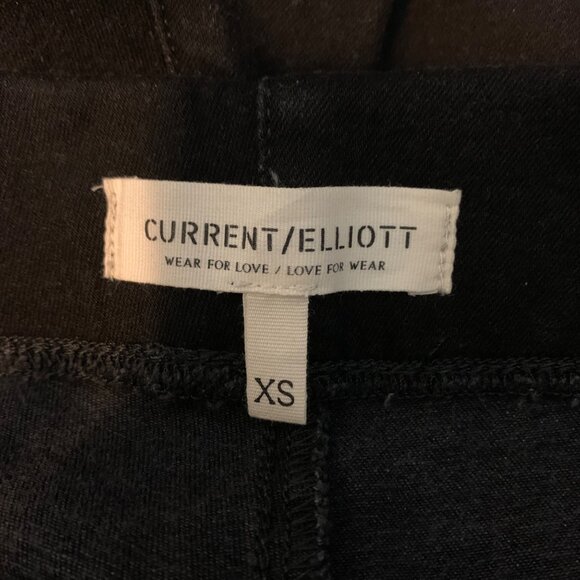 CURRENT/ELLIOTT
WEAR FOR LOVE / LOVE FOR WEAR
XS